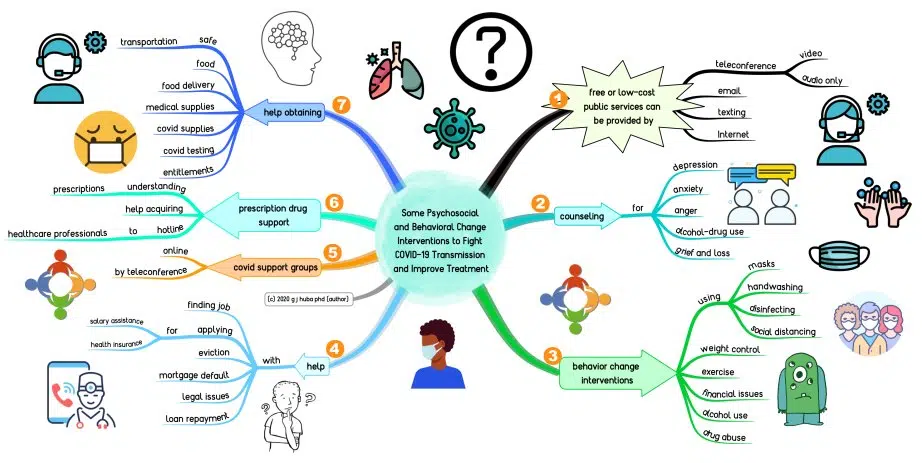 Some Psychosocial
and Behavioral Change
Interventions to Fight
COVID-19 Transmission
and Improve Treatment
1
free or low-cost
public services can
be provided by
teleconference
video
audio only
email
texting
Internet
2
counseling
for
depression
anxiety
anger
alcohol-drug use
grief and loss
3
behavior change
interventions
using
masks
handwashing
disinfecting
social distancing
weight control
exercise
financial issues
alcohol use
drug abuse
4
help
with
finding job
applying
for
salary assistance
health insurance
eviction
mortgage default
legal issues
loan repayment
(c) 2020 g j huba phd (author)
5
covid support groups
online
by teleconference
6
prescription drug
support
understanding
prescriptions
help acquiring
hotline
to
healthcare professionals
7
help obtaining
safe
transportation
food
food delivery
medical supplies
covid supplies
covid testing
entitlements
?
? ?